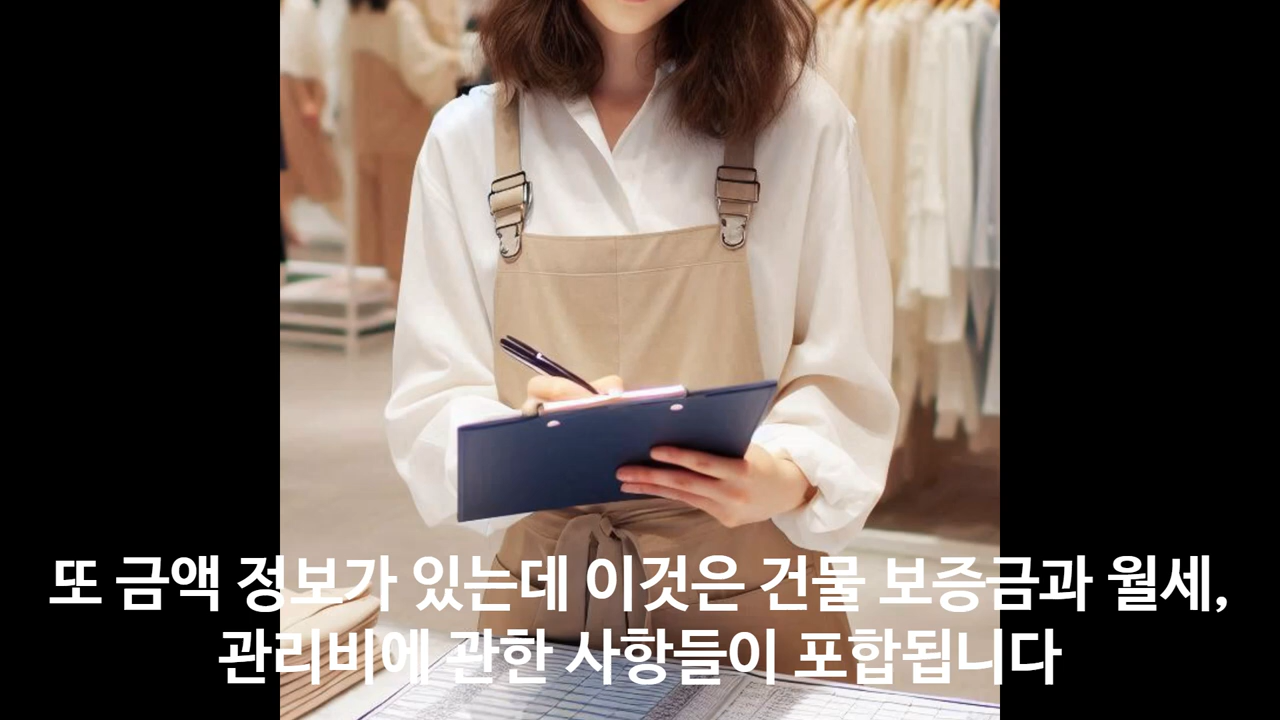 또 금액 정보가 있는데 이것은 건물 보증금과 월세,
관리비에 관한 사항들이 포합됩니다